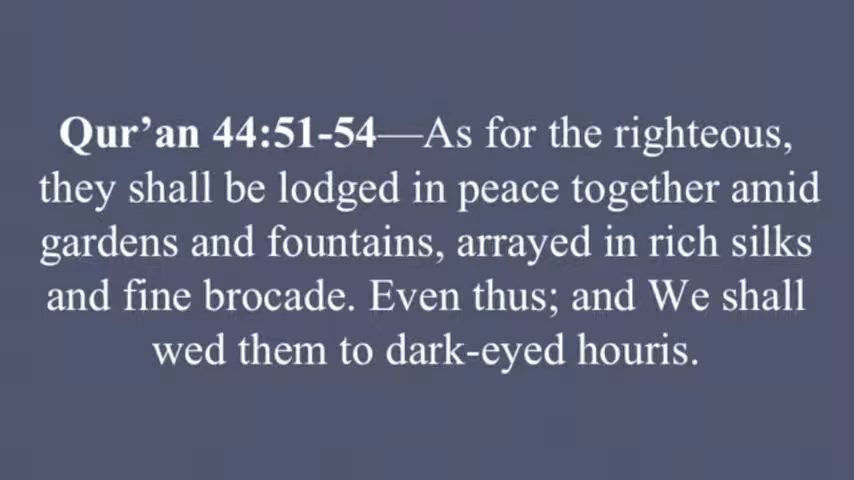 Qur’an 44:51-54—As for the righteous,
they shall be lodged in peace together amid
gardens and fountains, arrayed in rich silks
and fine brocade. Even thus; and We shall
wed them to dark-eyed houris.